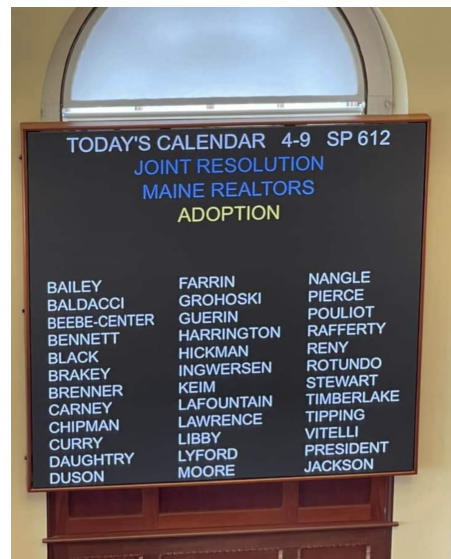 TODAY'S CALENDAR 4-9 SP 612
JOINT RESOLUTION
MAINE REALTORS
ADOPTION
BAILEY
BALDACCI
BEEBE-CENTER
BENNETT
BLACK
BRAKEY
BRENNER
CARNEY
CHIPMAN
CURRY
DAUGHTRY
DUSON
FARRIN
GROHOSKI
GUERIN
HARRINGTON
HICKMAN
INGWERSEN
KEIM
LAFOUNTAIN
LAWRENCE
LIBBY
LYFORD
MOORE
NANGLE
PIERCE
POULIOT
RAFFERTY
RENY
ROTUNDO
STEWART
TIMBERLAKE
TIPPING
VITELLI
PRESIDENT
JACKSON